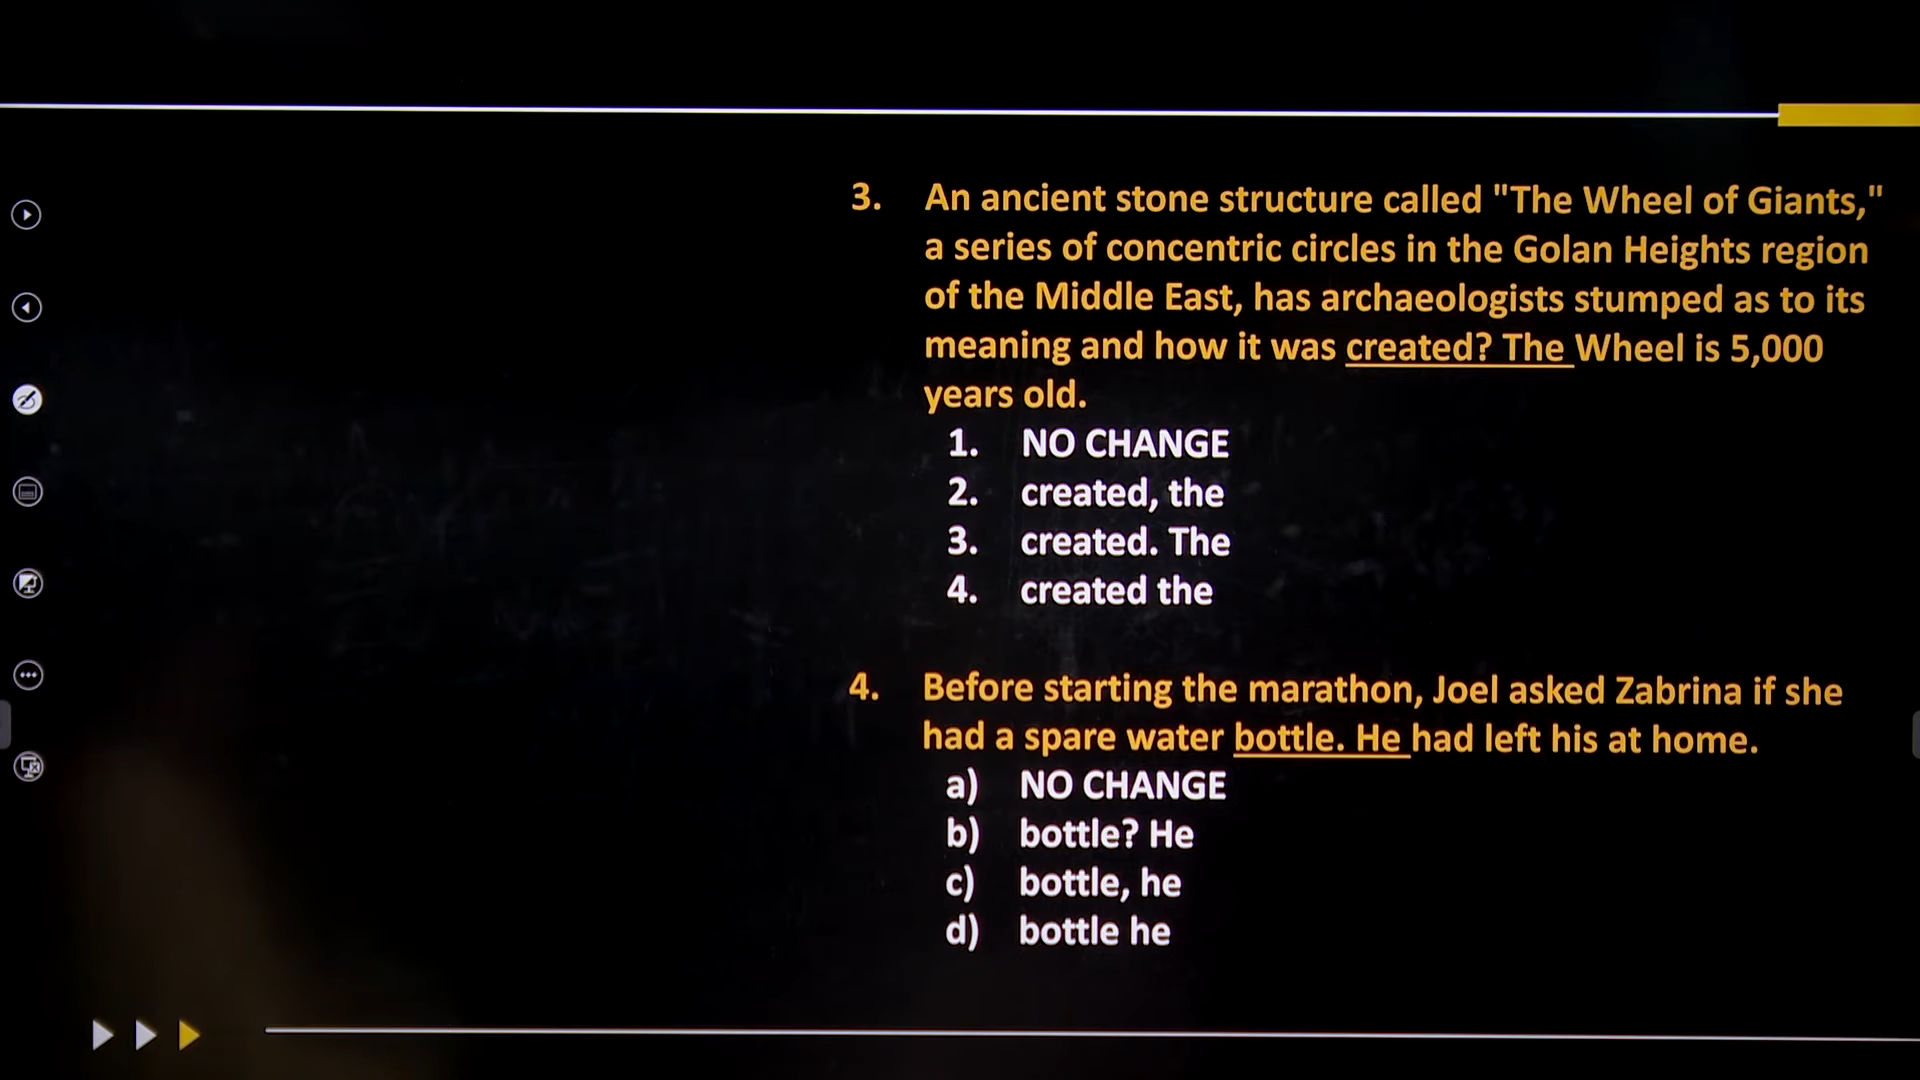 3. An ancient stone structure called "The Wheel of Giants,"
a series of concentric circles in the Golan Heights region
of the Middle East, has archaeologists stumped as to its
meaning and how it was created? The Wheel is 5,000
years old.
1. NO CHANGE
2. created, the
3. created. The
4. created the
4. Before starting the marathon, Joel asked Zabrina if she
had a spare water bottle. He had left his at home.
a) NO CHANGE
b) bottle? He
c) bottle, he
d) bottle he